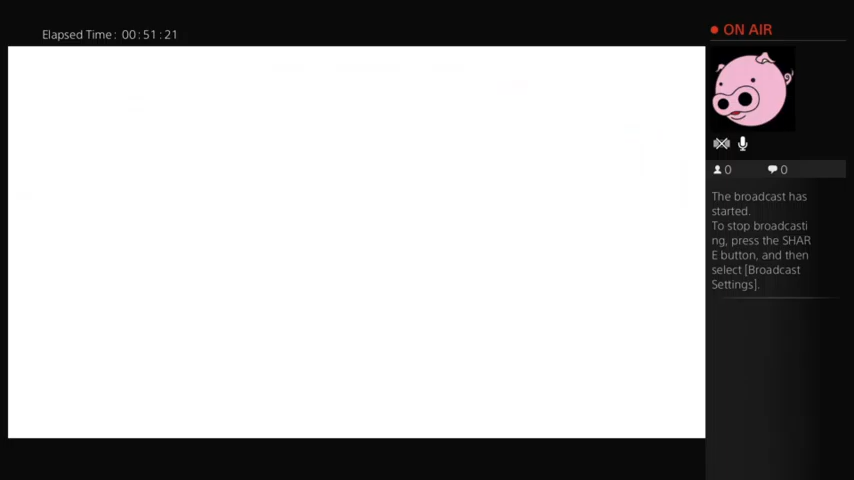 Elapsed Time: 00:51:21
ON AIR
0 0
The broadcast has
started.
To stop broadcasti
ng, press the SHAR
E button, and then
select [Broadcast
Settings].